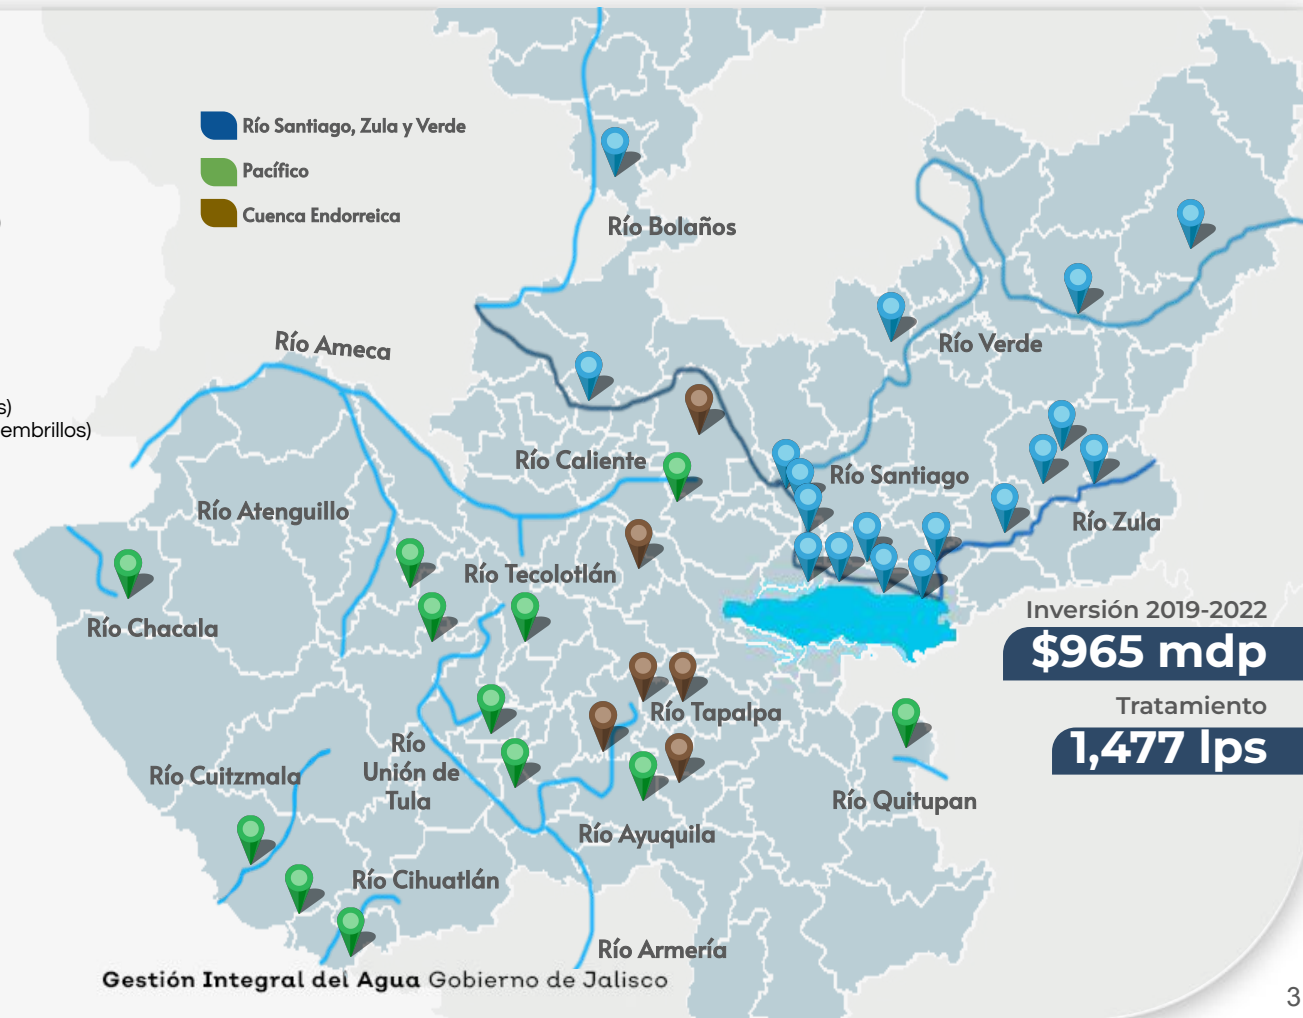 Río Santiago, Zula y Verde
Pacífico
Cuenca Endorreica
Río Bolaños
Río Ameca
Río Verde
s)
embrillos)
Río Caliente
Río Santiago
Río Atenguillo
Río Zula
Río Tecolotlán
Río Chacala
Inversión 2019-2022
$965 mdp
Tratamiento
1,477 lps
Río Tapalpa
Río
Unión de
Tula
Río Cuitzmala
Río Quitupan
Río Ayuquila
Río Cihuatlán
Río Armería
Gestión Integral del Agua Gobierno de Jalisco
3